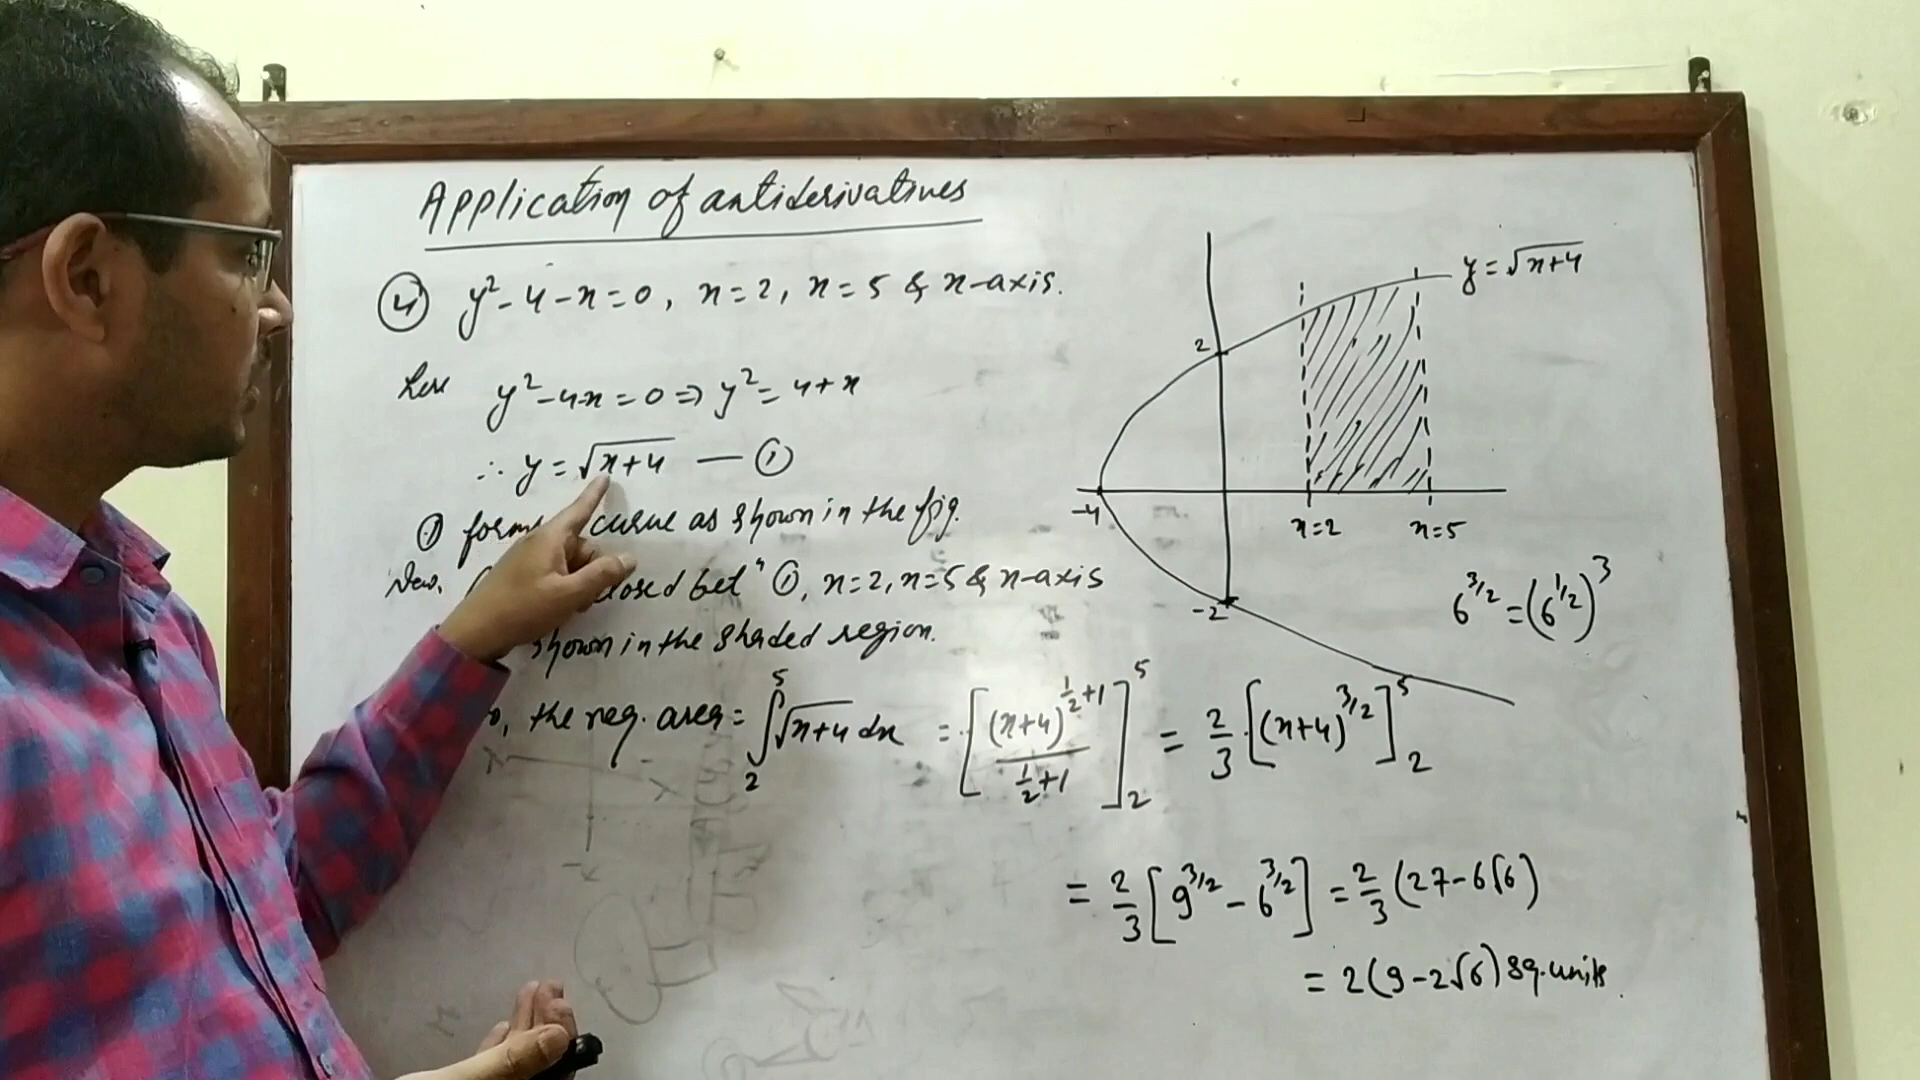 Application of antiderivatives
④ y² - 4 - x = 0, x = 2, x = 5 & x-axis.
here y² - 4 - x = 0 ⇒ y² = 4 + x
∴ y = √(x+4) — ①
① curve as shown in the fig.
Now, betⁿ ①, x = 2, x = 5 & x-axis
shown in the shaded region.
the req. area = ∫₂⁵ √(x+4) dx = [(x+4)^(1/2+1) / (1/2+1)]₂⁵ = 2/3 [(x+4)^(3/2)]₂⁵
= 2/3 [9^(3/2) - 6^(3/2)] = 2/3 (27 - 6√6)
= 2(9 - 2√6) sq. units.
y = √(x+4)
2
-4
x = 2 x = 5
-2
6^(3/2) = (6^(1/2))³